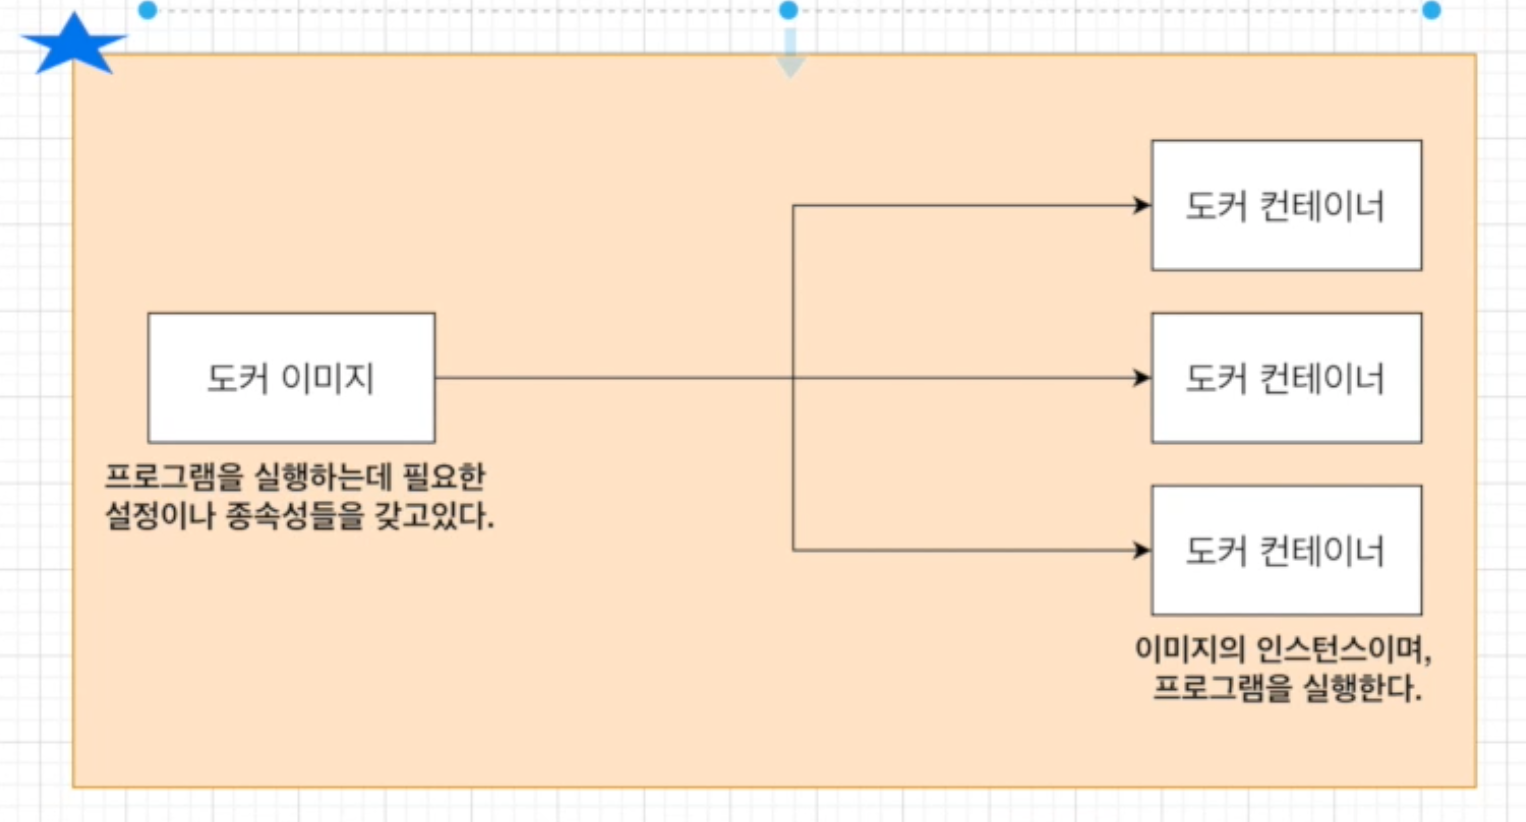 도커 컨테이너
도커 이미지
도커 컨테이너
프로그램을 실행하는데 필요한
설정이나 종속성들을 갖고있다.
도커 컨테이너
이미지의 인스턴스이며,
프로그램을 실행한다.